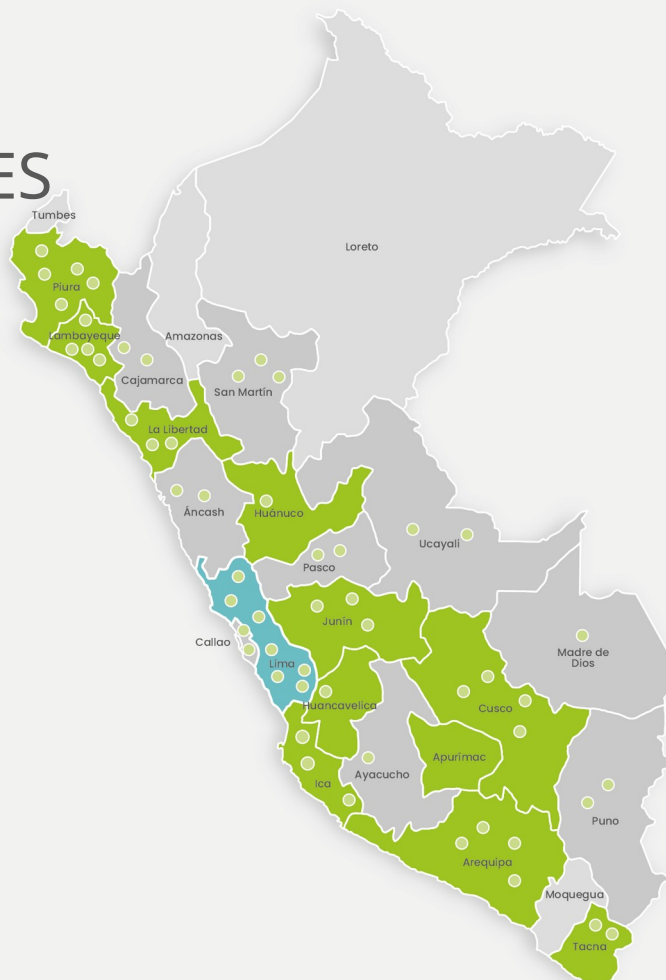 ES
Tumbes
Loreto
Piura
Lambayeque
Amazonas
Cajamarca
San Martín
La Libertad
Áncash
Huánuco
Ucayali
Pasco
Junín
Callao
Lima
Madre de
Dios
Huancavelica
Cusco
Apurimac
Ayacucho
Ica
Puno
Arequipa
Moquegua
Tacna